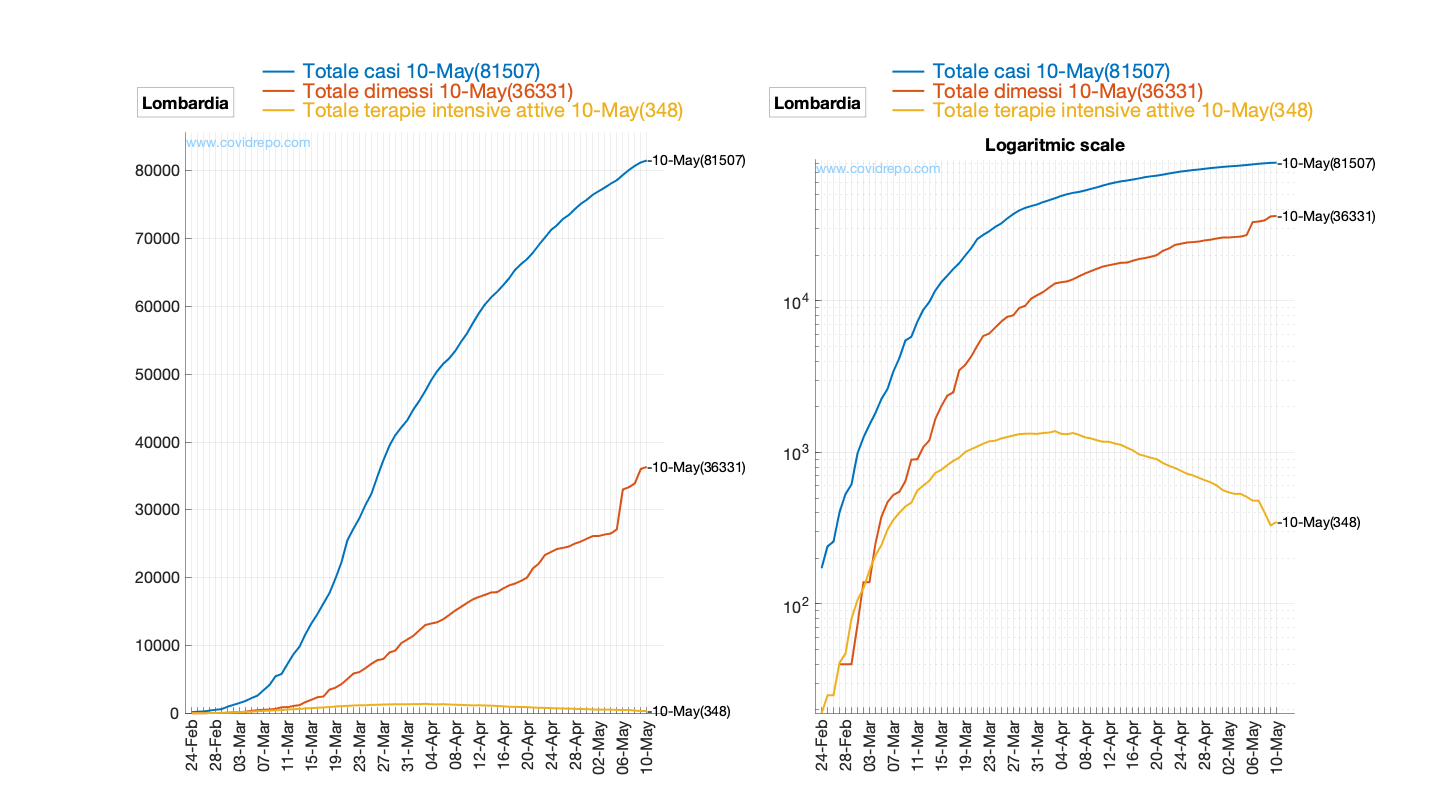 Totale casi 10-May(81507)
Totale dimessi 10-May(36331)
Totale terapie intensive attive 10-May(348)
Lombardia
www.covidrepo.com
80000
70000
60000
50000
40000
30000
20000
10000
0
10-May(81507)
10-May(36331)
10-May(348)
24-Feb
28-Feb
03-Mar
07-Mar
11-Mar
15-Mar
19-Mar
23-Mar
27-Mar
31-Mar
04-Apr
08-Apr
12-Apr
16-Apr
20-Apr
24-Apr
28-Apr
02-May
06-May
10-May
Totale casi 10-May(81507)
Totale dimessi 10-May(36331)
Totale terapie intensive attive 10-May(348)
Lombardia
Logaritmic scale
www.covidrepo.com
10^4
10^3
10^2
10-May(81507)
10-May(36331)
10-May(348)
24-Feb
28-Feb
03-Mar
07-Mar
11-Mar
15-Mar
19-Mar
23-Mar
27-Mar
31-Mar
04-Apr
08-Apr
12-Apr
16-Apr
20-Apr
24-Apr
28-Apr
02-May
06-May
10-May